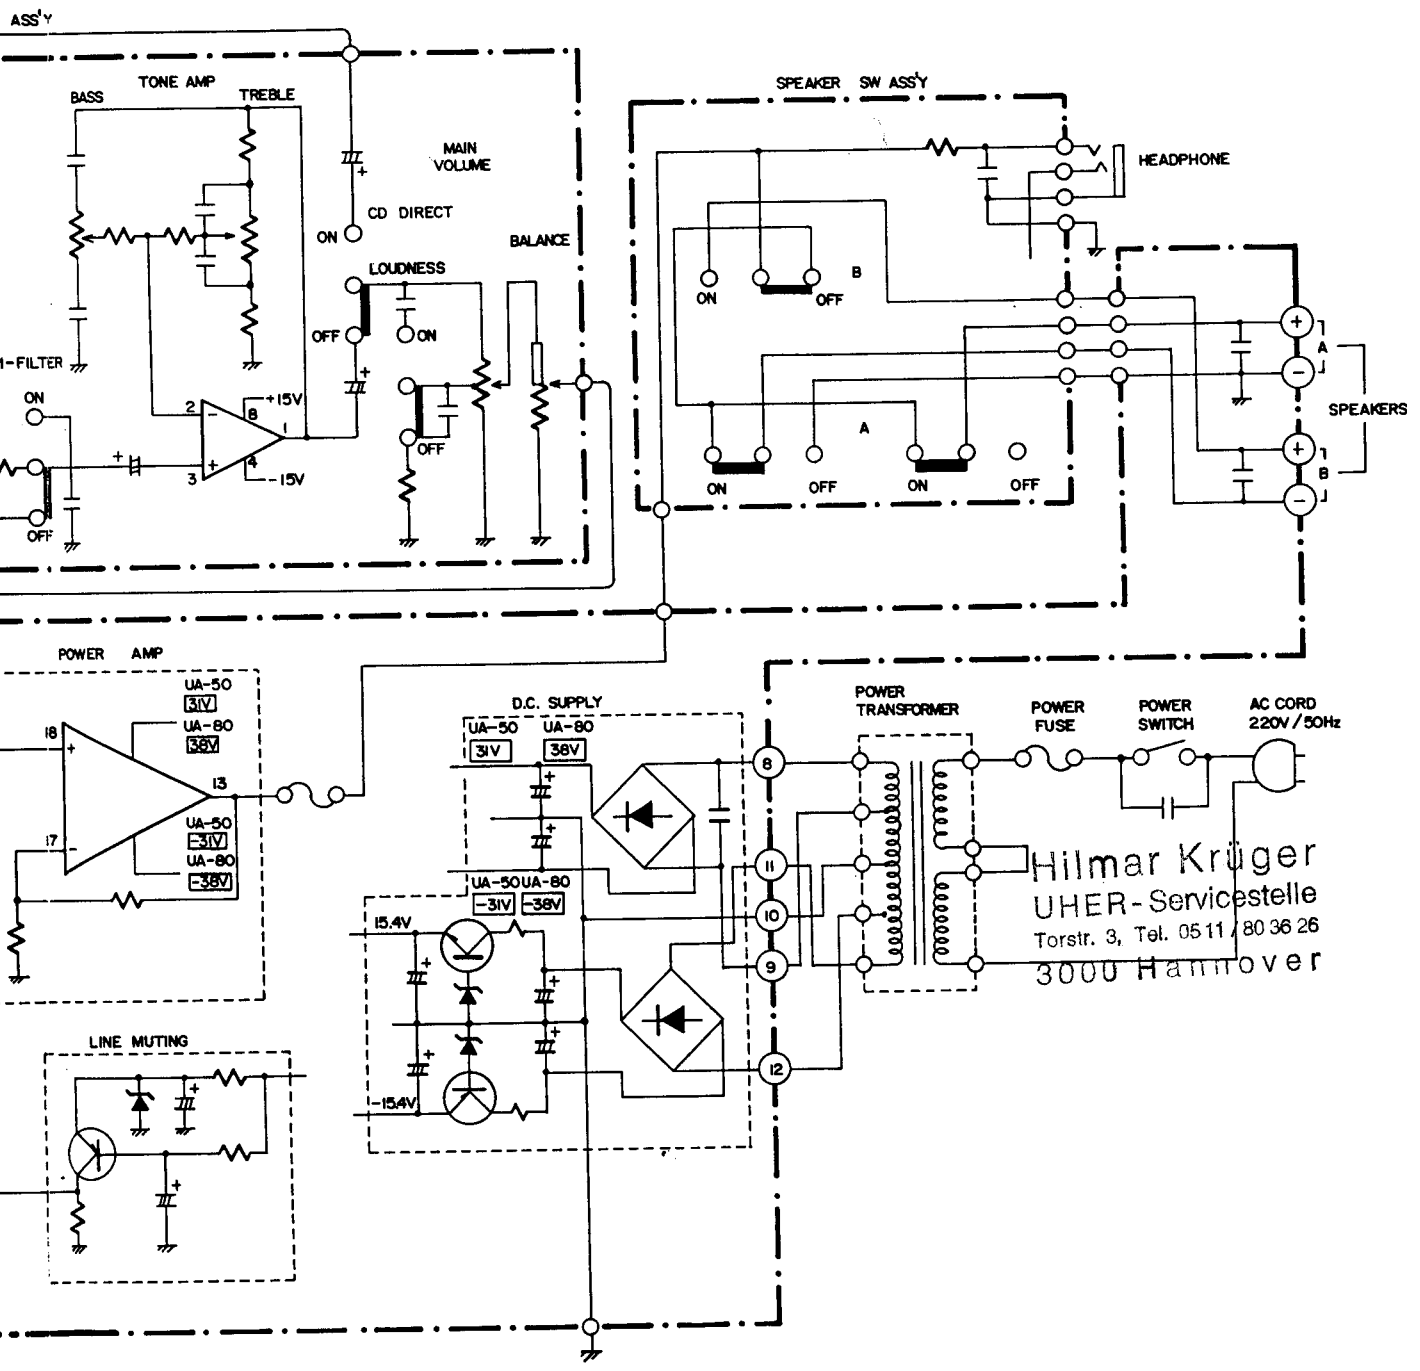 ASS'Y
TONE AMP
BASS
TREBLE
MAIN
VOLUME
CD DIRECT
ON
BALANCE
LOUDNESS
OFF
ON
-FILTER
ON
2
-
8
+15V
1
+
3
4
-15V
OFF
+
+
+
OFF
SPEAKER SW ASS'Y
HEADPHONE
B
ON
OFF
A
ON
OFF
ON
OFF
+
A
-
SPEAKERS
+
B
-
POWER AMP
UA-50
31V
UA-80
38V
18
+
13
UA-50
-31V
UA-80
-38V
17
-
D.C. SUPPLY
UA-50 UA-80
31V 38V
+
+
UA-50 UA-80
-31V -38V
15.4V
+
+
+
+
-15.4V
8
11
10
9
12
POWER
TRANSFORMER
POWER
FUSE
POWER
SWITCH
AC CORD
220V/50Hz
Hilmar Krüger
UHER-Servicestelle
Torstr. 3, Tel. 05 11 / 80 36 26
3000 Hannover
LINE MUTING
+
+